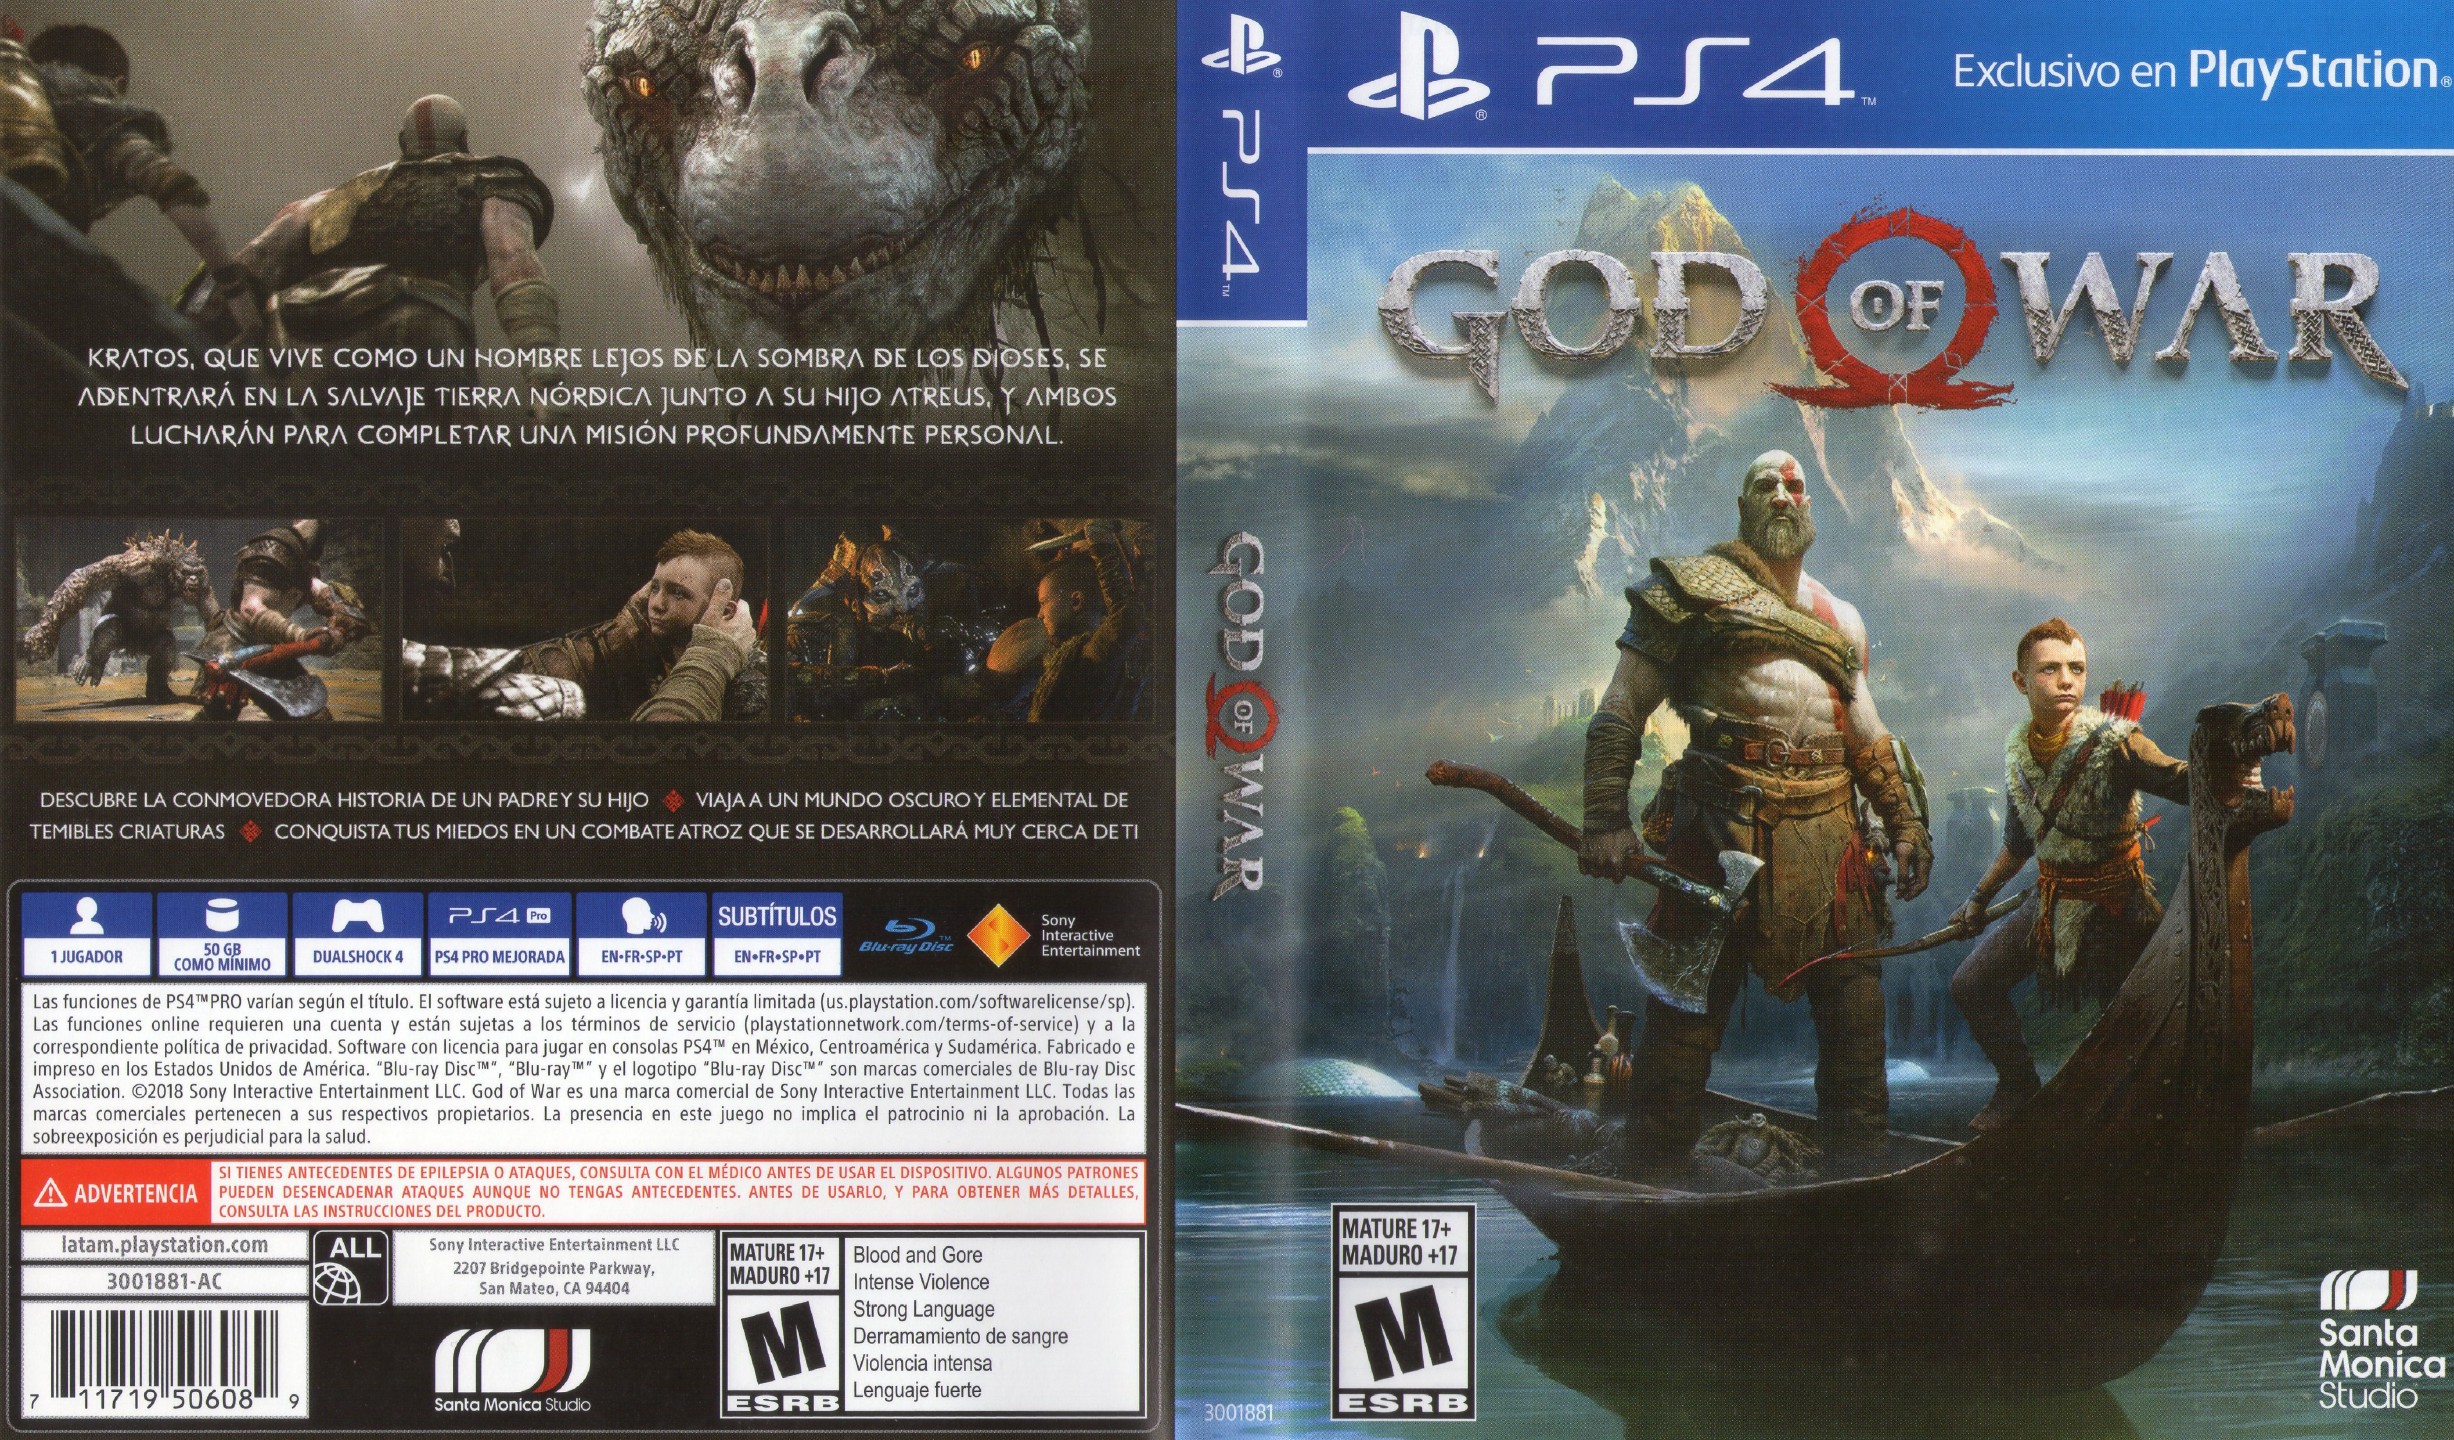 KRATOS, QUE VIVE COMO UN HOMBRE LEJOS DE LA SOMBRA DE LOS DIOSES, SE
ADENTRARÁ EN LA SALVAJE TIERRA NÓRDICA JUNTO A SU HIJO ATREUS, Y AMBOS
LUCHARÁN PARA COMPLETAR UNA MISIÓN PROFUNDAMENTE PERSONAL.
DESCUBRE LA CONMOVEDORA HISTORIA DE UN PADRE Y SU HIJO VIAJA A UN MUNDO OSCURO Y ELEMENTAL DE
TEMIBLES CRIATURAS CONQUISTA TUS MIEDOS EN UN COMBATE ATROZ QUE SE DESARROLLARÁ MUY CERCA DE TI
1 JUGADOR
50 GB
COMO MÍNIMO
DUALSHOCK 4
PS4 Pro
PS4 PRO MEJORADA
EN•FR•SP•PT
SUBTÍTULOS
EN•FR•SP•PT
Blu-ray Disc™
Sony
Interactive
Entertainment
Las funciones de PS4™PRO varían según el título. El software está sujeto a licencia y garantía limitada (us.playstation.com/softwarelicense/sp).
Las funciones online requieren una cuenta y están sujetas a los términos de servicio (playstationnetwork.com/terms-of-service) y a la
correspondiente política de privacidad. Software con licencia para jugar en consolas PS4™ en México, Centroamérica y Sudamérica. Fabricado e
impreso en los Estados Unidos de América. “Blu-ray Disc™“, “Blu-ray™” y el logotipo “Blu-ray Disc™” son marcas comerciales de Blu-ray Disc
Association. ©2018 Sony Interactive Entertainment LLC. God of War es una marca comercial de Sony Interactive Entertainment LLC. Todas las
marcas comerciales pertenecen a sus respectivos propietarios. La presencia en este juego no implica el patrocinio ni la aprobación. La
sobreexposición es perjudicial para la salud.
ADVERTENCIA
SI TIENES ANTECEDENTES DE EPILEPSIA O ATAQUES, CONSULTA CON EL MÉDICO ANTES DE USAR EL DISPOSITIVO. ALGUNOS PATRONES
PUEDEN DESENCADENAR ATAQUES AUNQUE NO TENGAS ANTECEDENTES. ANTES DE USARLO, Y PARA OBTENER MÁS DETALLES,
CONSULTA LAS INSTRUCCIONES DEL PRODUCTO.
latam.playstation.com
3001881-AC
7 11719 50608 9
ALL
Sony Interactive Entertainment LLC
2207 Bridgepointe Parkway,
San Mateo, CA 94404
Santa Monica Studio
MATURE 17+
MADURO +17
M
ESRB
Blood and Gore
Intense Violence
Strong Language
Derramamiento de sangre
Violencia intensa
Lenguaje fuerte
PS4™
GOD OF WAR
3001881
PS4™
Exclusivo en PlayStation®
GOD OF WAR
MATURE 17+
MADURO +17
M
ESRB
Santa
Monica
Studio